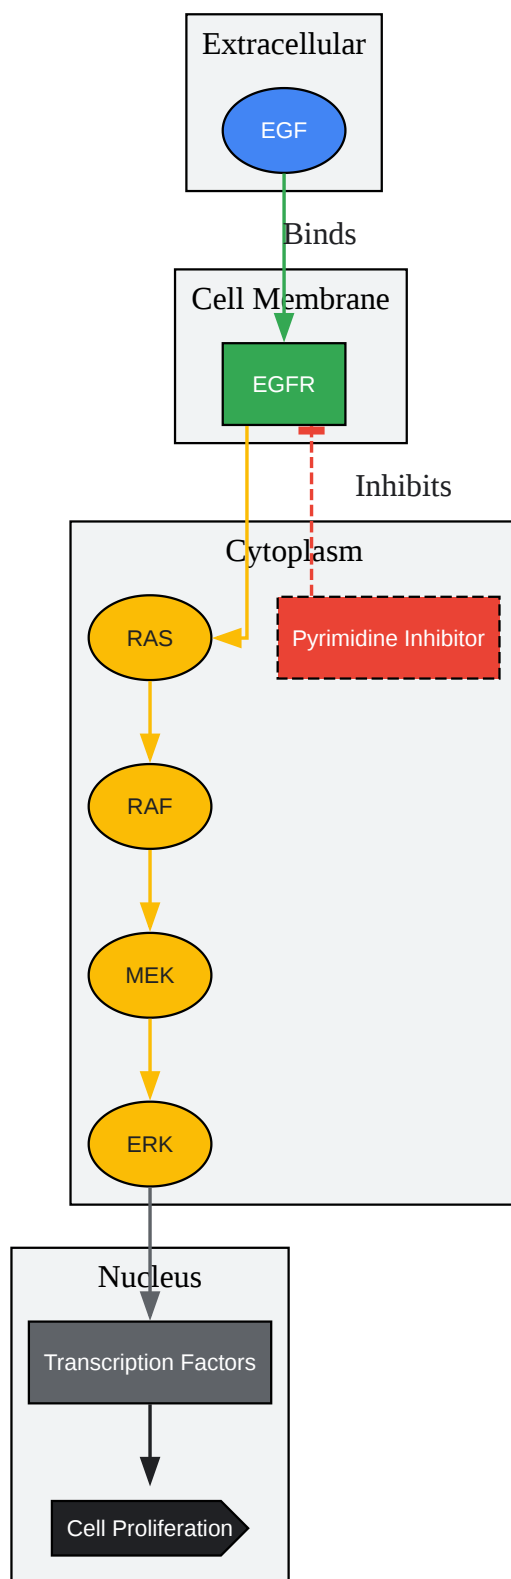 Extracellular
EGF
Binds
Cell Membrane
EGFR
Inhibits
Cytoplasm
RAS
Pyrimidine Inhibitor
RAF
MEK
ERK
Nucleus
Transcription Factors
Cell Proliferation